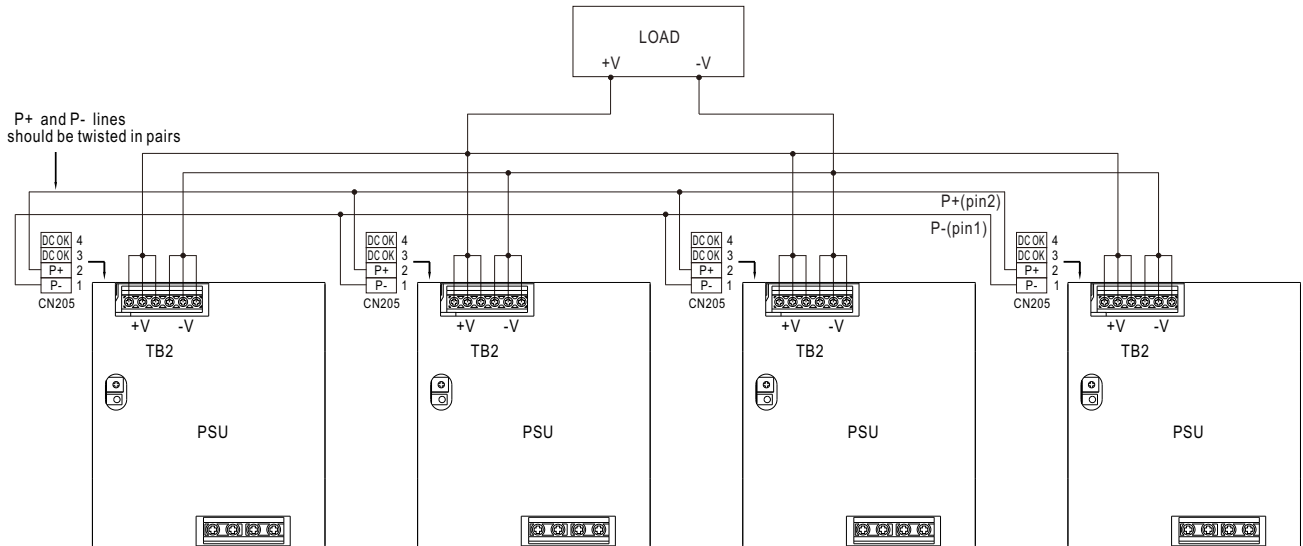 LOAD
+V -V
P+ and P- lines
should be twisted in pairs
P+(pin2)
P-(pin1)
DC OK 4
DC OK 3
P+ 2
P- 1
CN205
DC OK 4
DC OK 3
P+ 2
P- 1
CN205
DC OK 4
DC OK 3
P+ 2
P- 1
CN205
DC OK 4
DC OK 3
P+ 2
P- 1
CN205
+V -V
TB2
PSU
+V -V
TB2
PSU
+V -V
TB2
PSU
+V -V
TB2
PSU